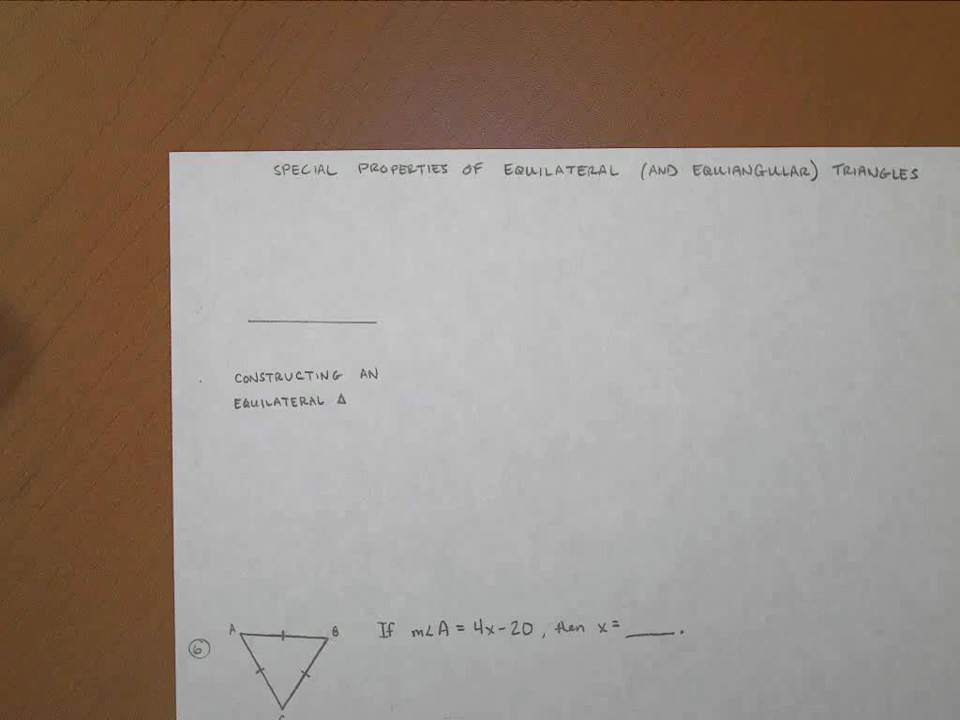 SPECIAL PROPERTIES OF EQUILATERAL (AND EQUIANGULAR) TRIANGLES
CONSTRUCTING AN
EQUILATERAL Δ
A B If m∠A = 4x-20, then x= ____.
6
C